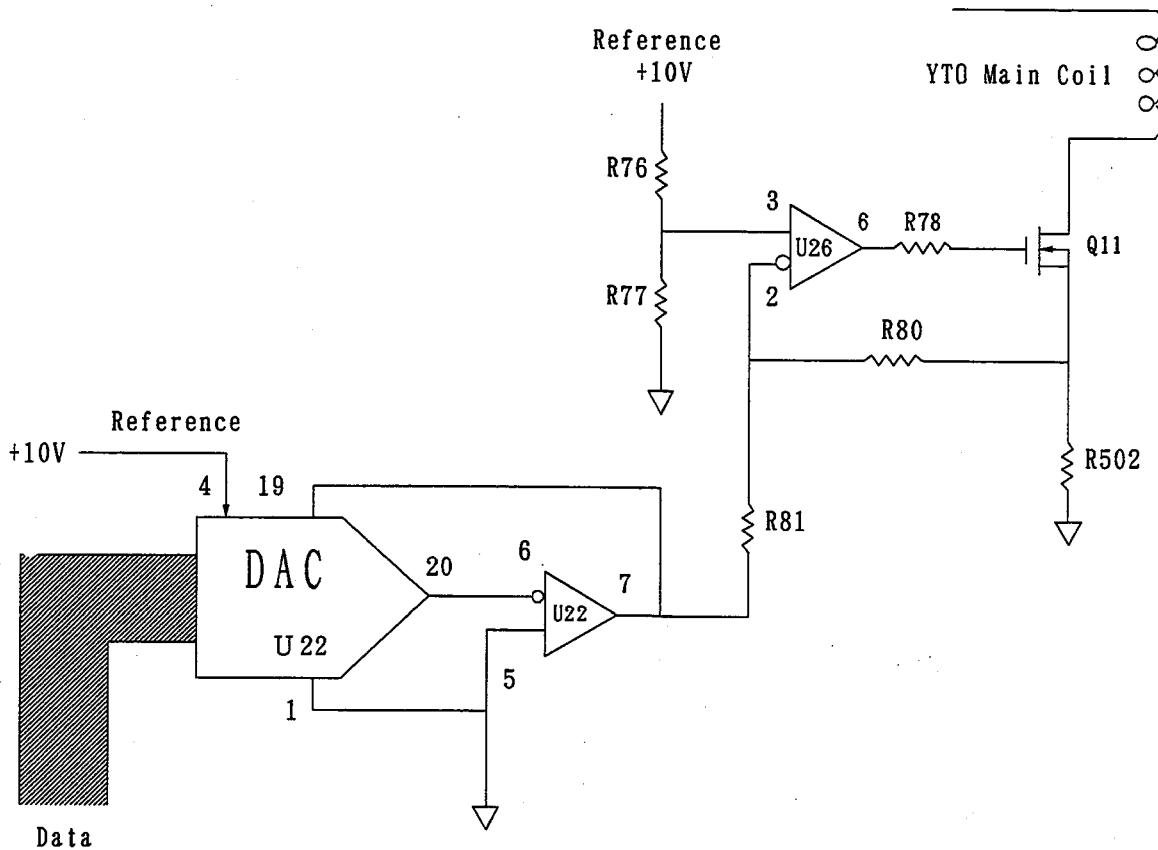 Reference
+10V
YTO Main Coil
R76
3
6
R78
U26
Q11
R77
2
R80
Reference
+10V
4
19
R502
R81
DAC
20
6
7
U22
U22
5
1
Data